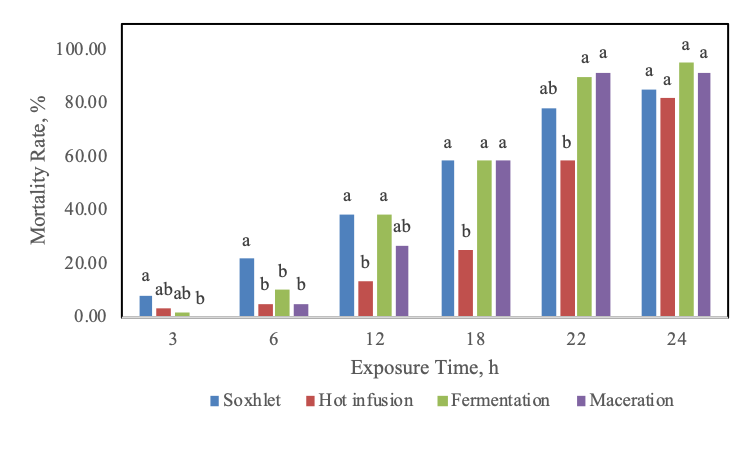 100.00
80.00
60.00
40.00
20.00
0.00
Mortality Rate, %
a ab ab b
a b b b
a b a ab
a b a a
ab b a a
a a a a
3 6 12 18 22 24
Exposure Time, h
Soxhlet Hot infusion Fermentation Maceration